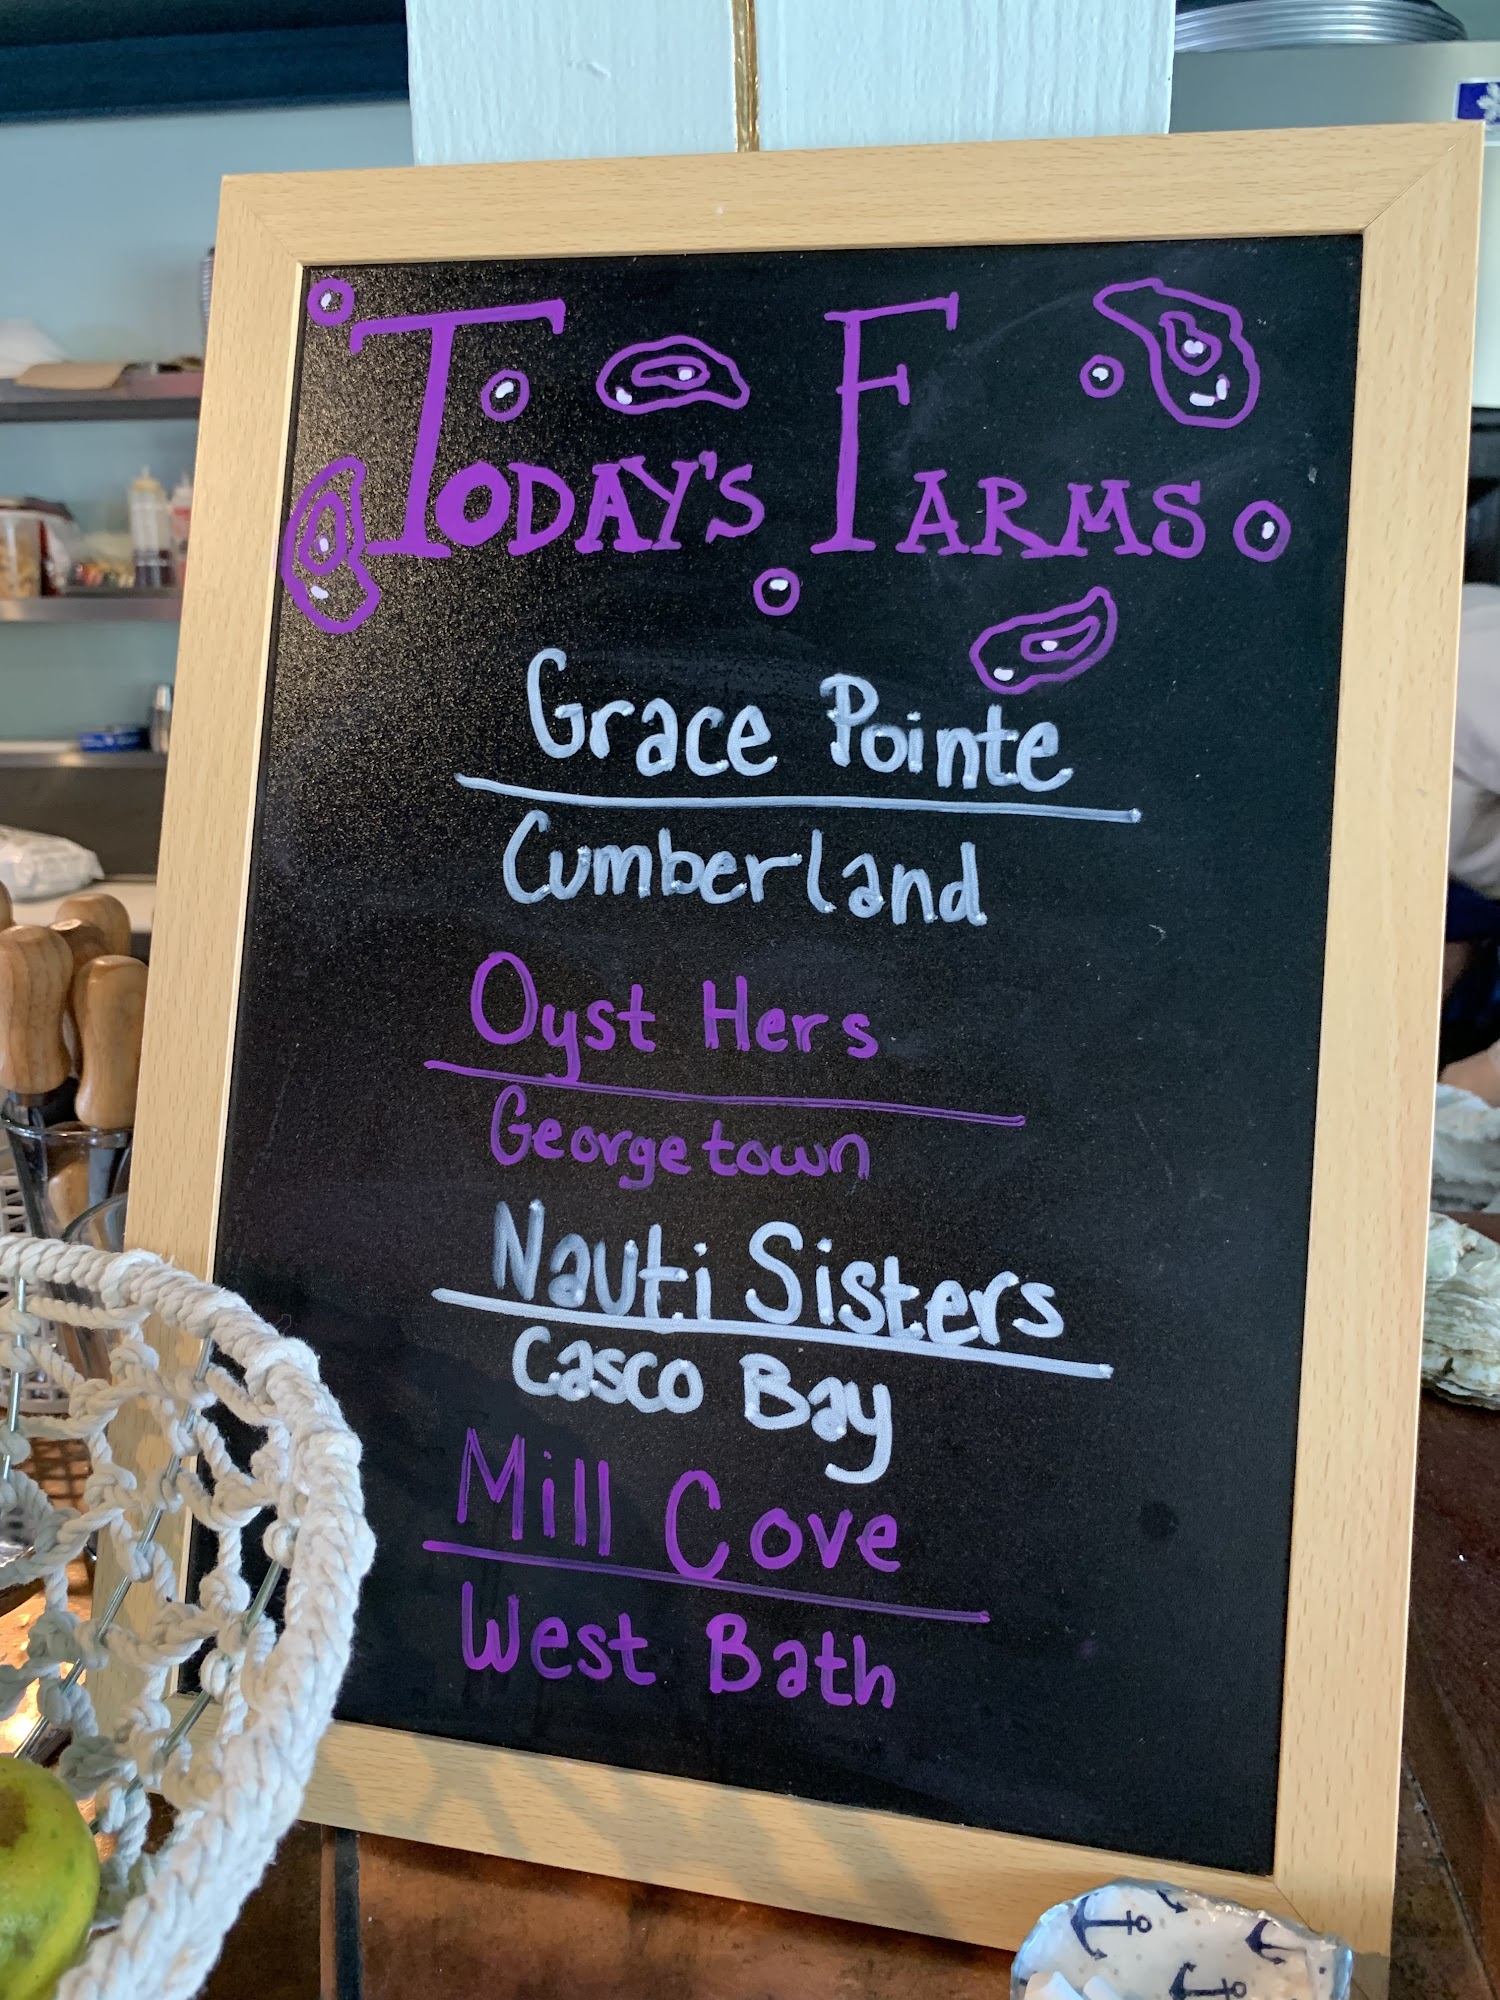 Today's Farms
Grace Pointe
Cumberland
Oyst Hers
Georgetown
Nauti Sisters
Casco Bay
Mill Cove
West Bath